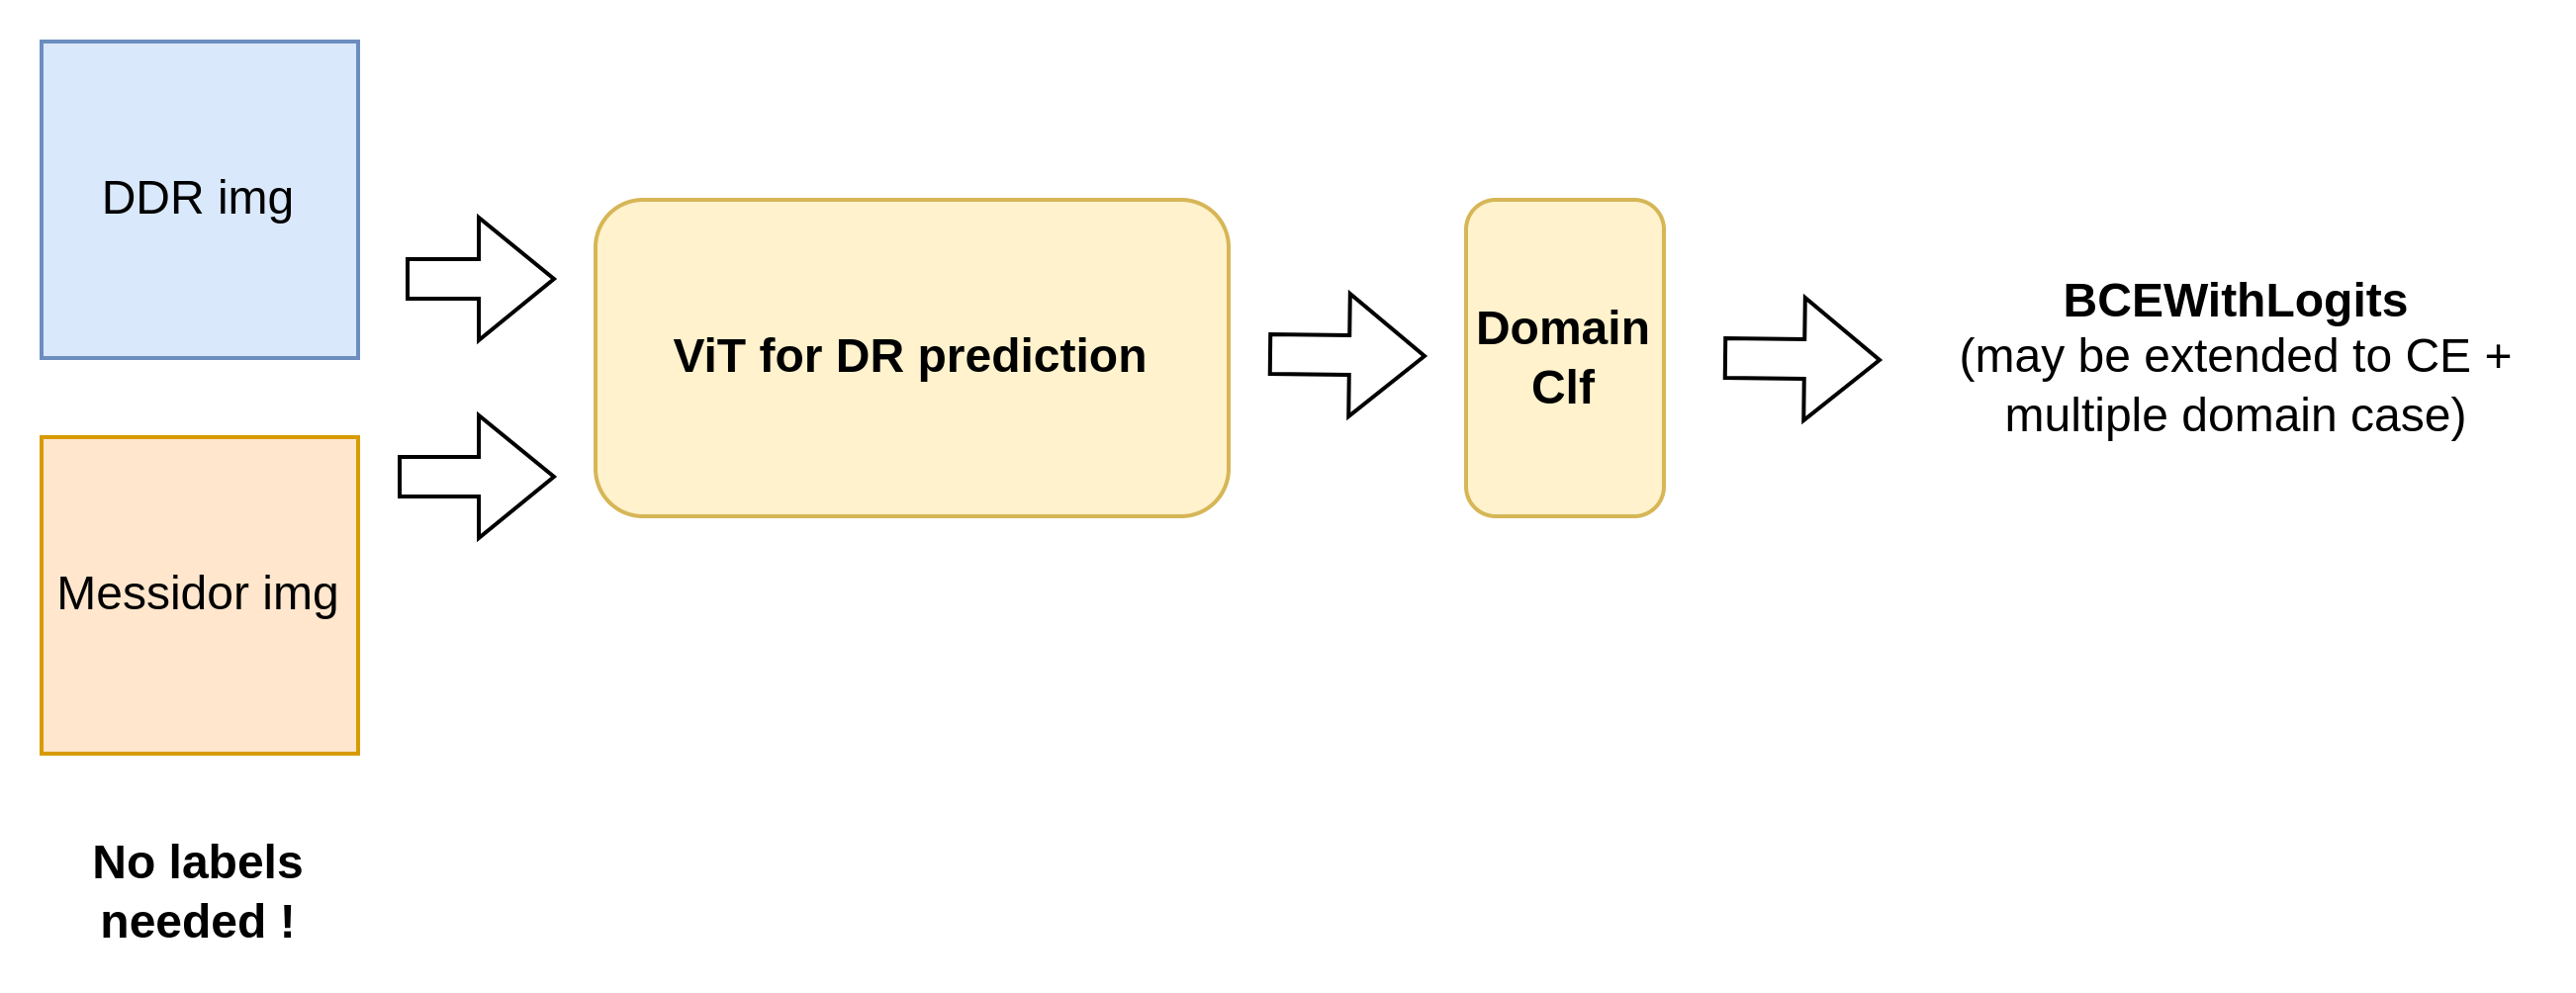 DDR img
Messidor img
No labels
needed !
ViT for DR prediction
Domain
Clf
BCEWithLogits
(may be extended to CE +
multiple domain case)